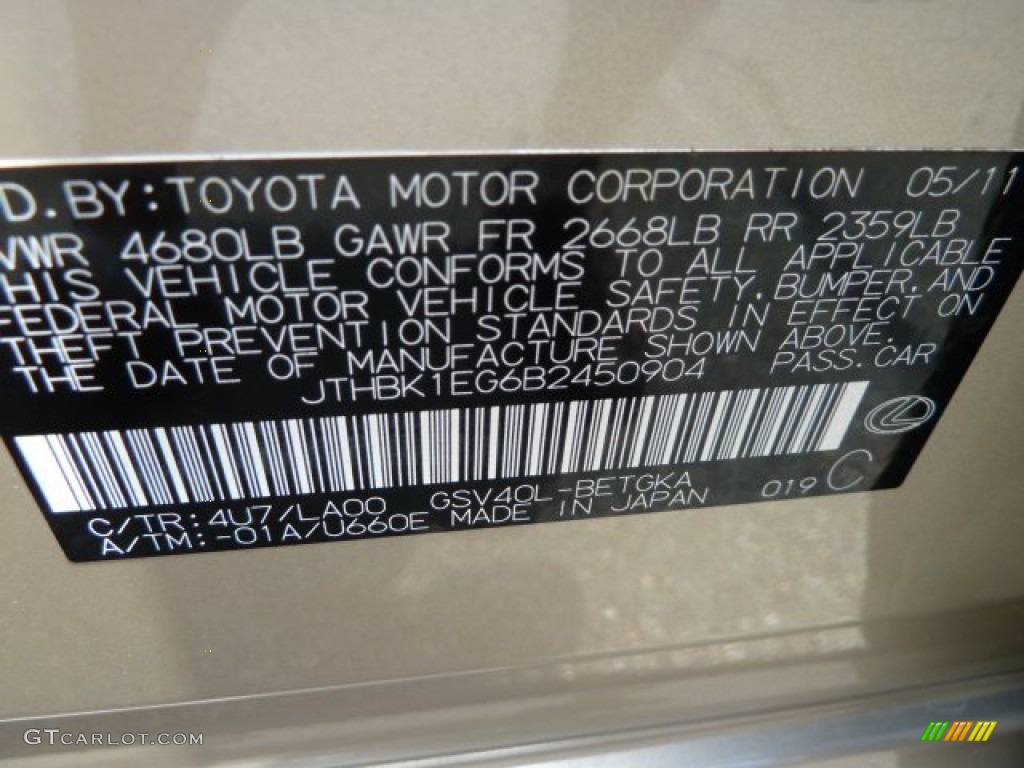 D. BY: TOYOTA MOTOR CORPORATION 05/11
VWR 4680LB GAWR FR 2668LB RR 2359LB
HIS VEHICLE CONFORMS TO ALL APPLICABLE
FEDERAL MOTOR VEHICLE SAFETY, BUMPER, AND
THEFT PREVENTION STANDARDS IN EFFECT ON
THE DATE OF MANUFACTURE SHOWN ABOVE.
JTHBK1EG6B2450904 PASS. CAR
C/TR: 4U7/LA00 GSV40L-BETGKA 019 C
A/TM: -01A/U660E MADE IN JAPAN
GTCARLOT.COM